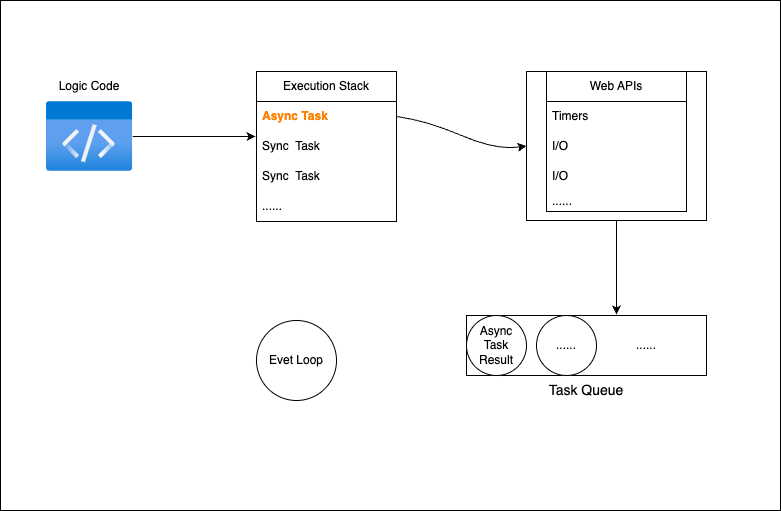 Logic Code
</>
Execution Stack
Async Task
Sync  Task
Sync  Task
......
Web APIs
Timers
I/O
I/O
......
Evet Loop
Async
Task
Result
......
......
Task Queue